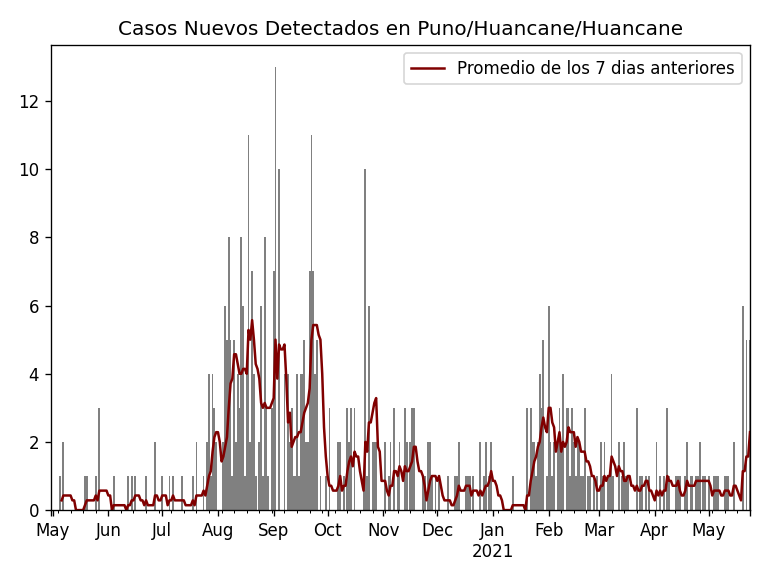 Casos Nuevos Detectados en Puno/Huancane/Huancane
Promedio de los 7 dias anteriores
12
10
8
6
4
2
0
May Jun Jul Aug Sep Oct Nov Dec Jan Feb Mar Apr May
2021